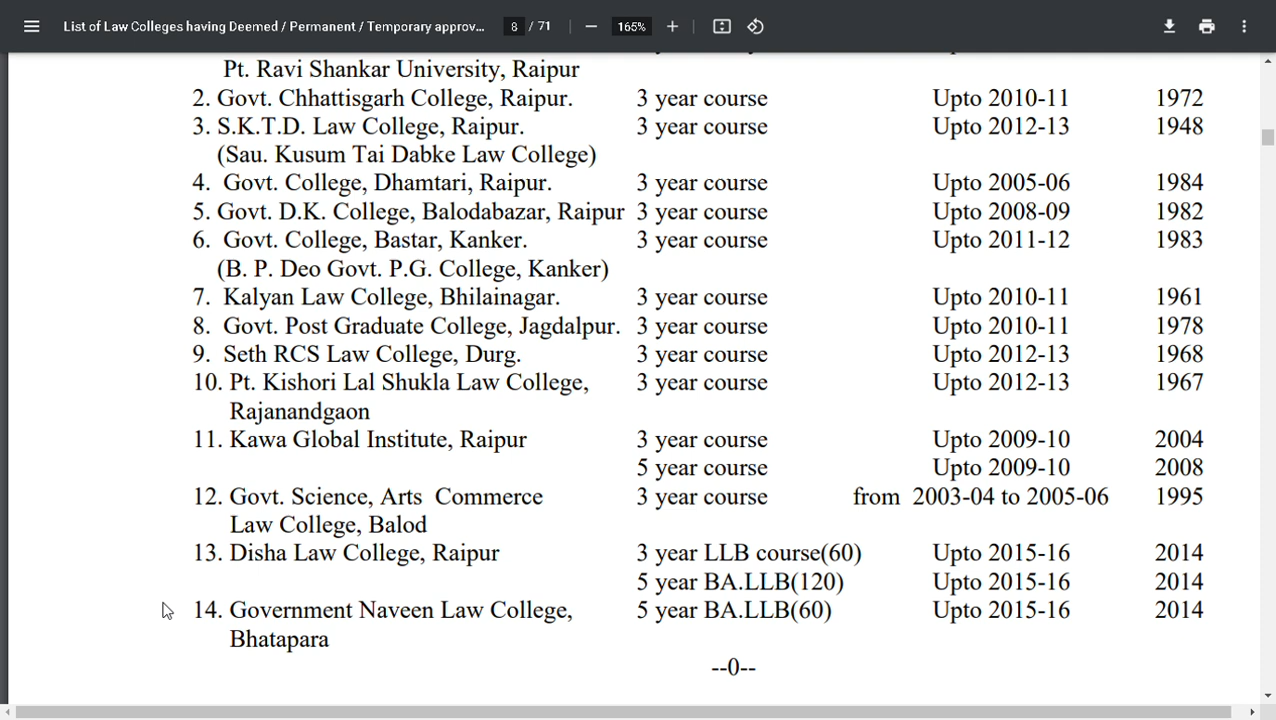 List of Law Colleges having Deemed / Permanent / Temporary approv... 8 / 71 165%
Pt. Ravi Shankar University, Raipur
2. Govt. Chhattisgarh College, Raipur. 3 year course Upto 2010-11 1972
3. S.K.T.D. Law College, Raipur. 3 year course Upto 2012-13 1948
(Sau. Kusum Tai Dabke Law College)
4. Govt. College, Dhamtari, Raipur. 3 year course Upto 2005-06 1984
5. Govt. D.K. College, Balodabazar, Raipur 3 year course Upto 2008-09 1982
6. Govt. College, Bastar, Kanker. 3 year course Upto 2011-12 1983
(B. P. Deo Govt. P.G. College, Kanker)
7. Kalyan Law College, Bhilainagar. 3 year course Upto 2010-11 1961
8. Govt. Post Graduate College, Jagdalpur. 3 year course Upto 2010-11 1978
9. Seth RCS Law College, Durg. 3 year course Upto 2012-13 1968
10. Pt. Kishori Lal Shukla Law College, 3 year course Upto 2012-13 1967
Rajanandgaon
11. Kawa Global Institute, Raipur 3 year course Upto 2009-10 2004
5 year course Upto 2009-10 2008
12. Govt. Science, Arts Commerce 3 year course from 2003-04 to 2005-06 1995
Law College, Balod
13. Disha Law College, Raipur 3 year LLB course(60) Upto 2015-16 2014
5 year BA.LLB(120) Upto 2015-16 2014
14. Government Naveen Law College, 5 year BA.LLB(60) Upto 2015-16 2014
Bhatapara
--0--